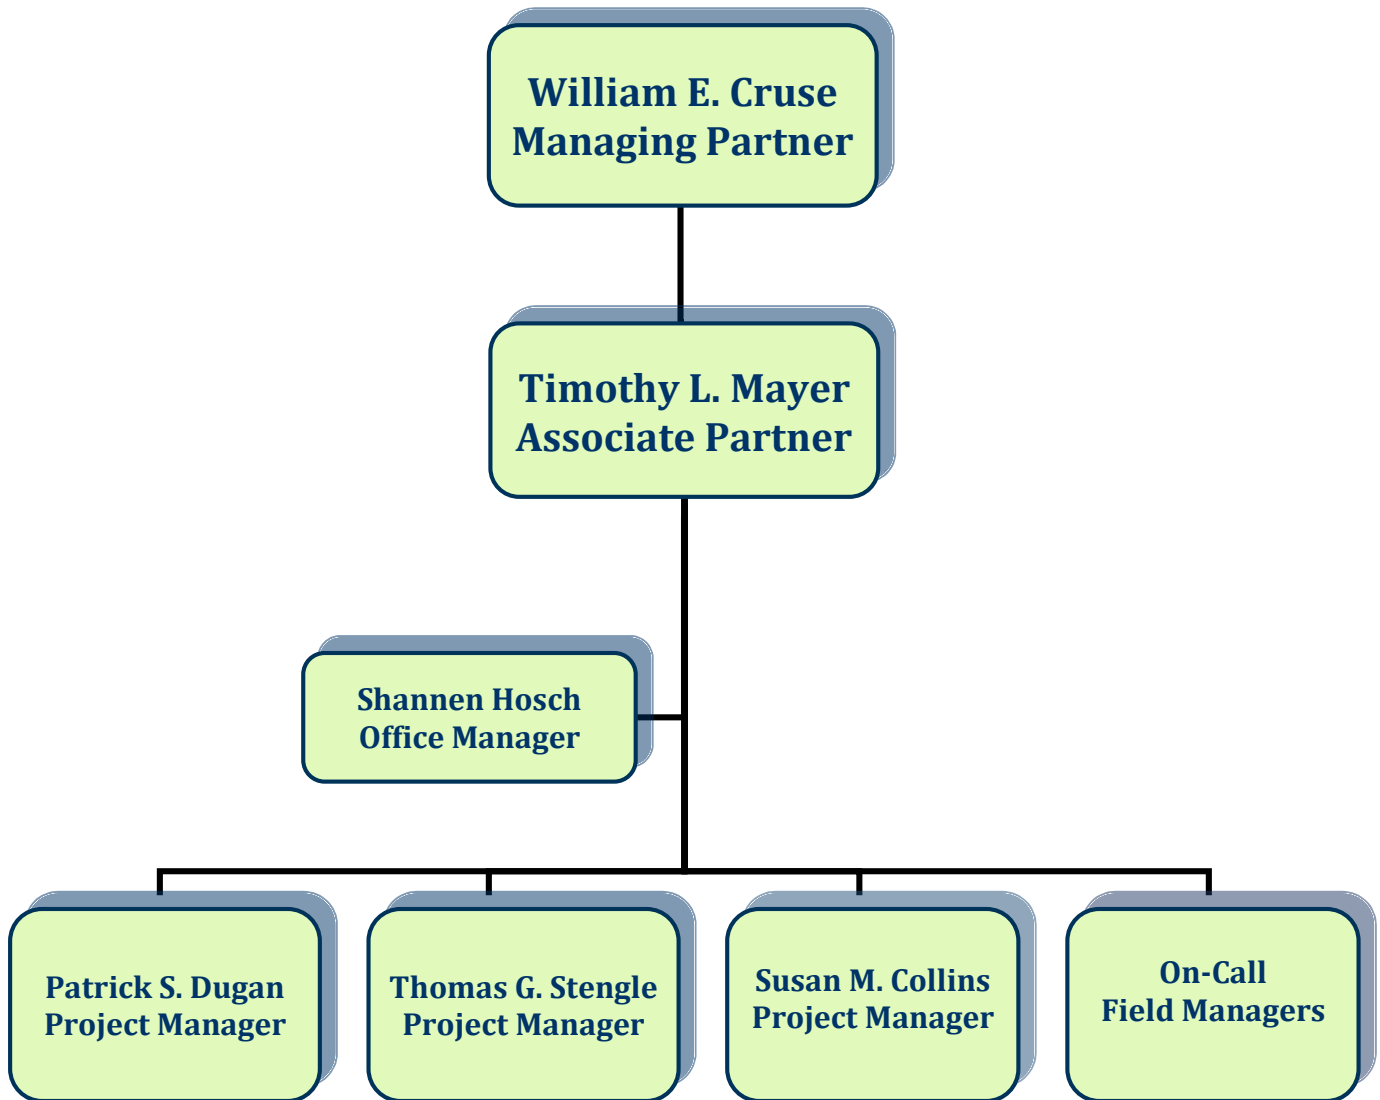 William E. Cruse
Managing Partner
Timothy L. Mayer
Associate Partner
Shannen Hosch
Office Manager
Patrick S. Dugan
Project Manager
Thomas G. Stengle
Project Manager
Susan M. Collins
Project Manager
On-Call
Field Managers